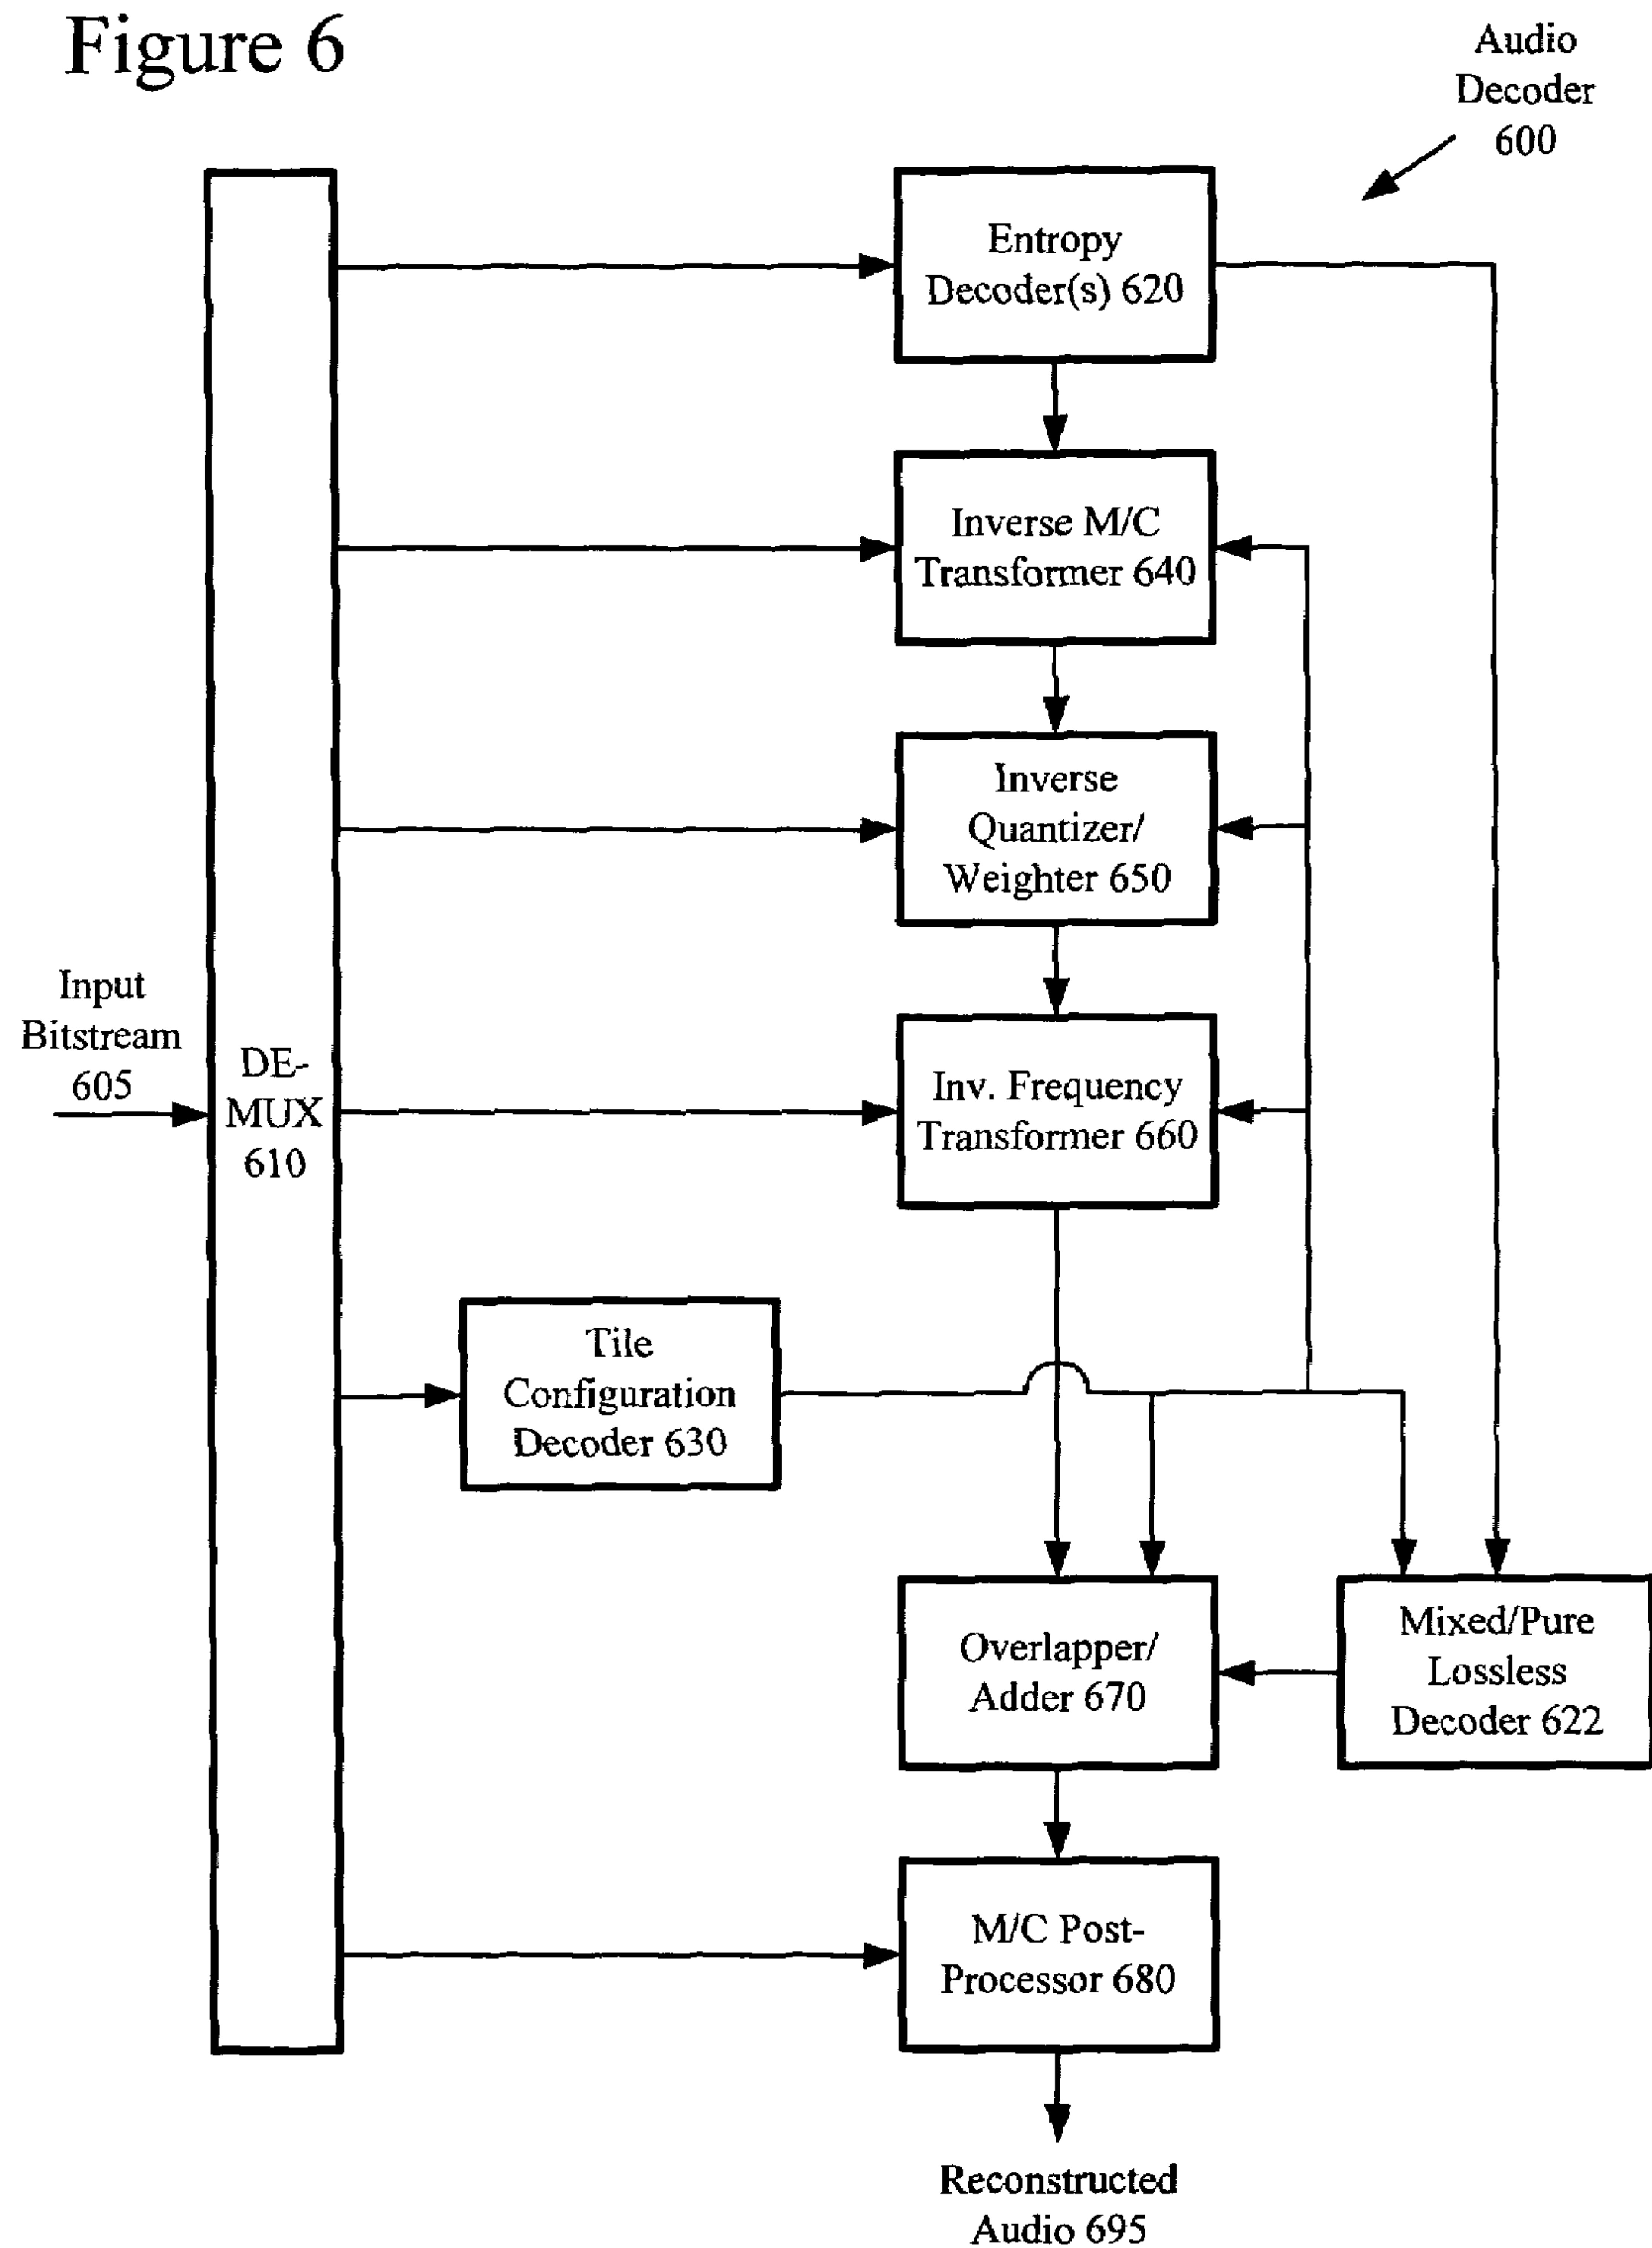 Figure 6
Audio
Decoder
600
Entropy
Decoder(s) 620
Inverse M/C
Transformer 640
Inverse
Quantizer/
Weighter 650
Input
Bitstream
605
DE-
MUX
610
Inv. Frequency
Transformer 660
Tile
Configuration
Decoder 630
Overlapper/
Adder 670
Mixed/Pure
Lossless
Decoder 622
M/C Post-
Processor 680
Reconstructed
Audio 695